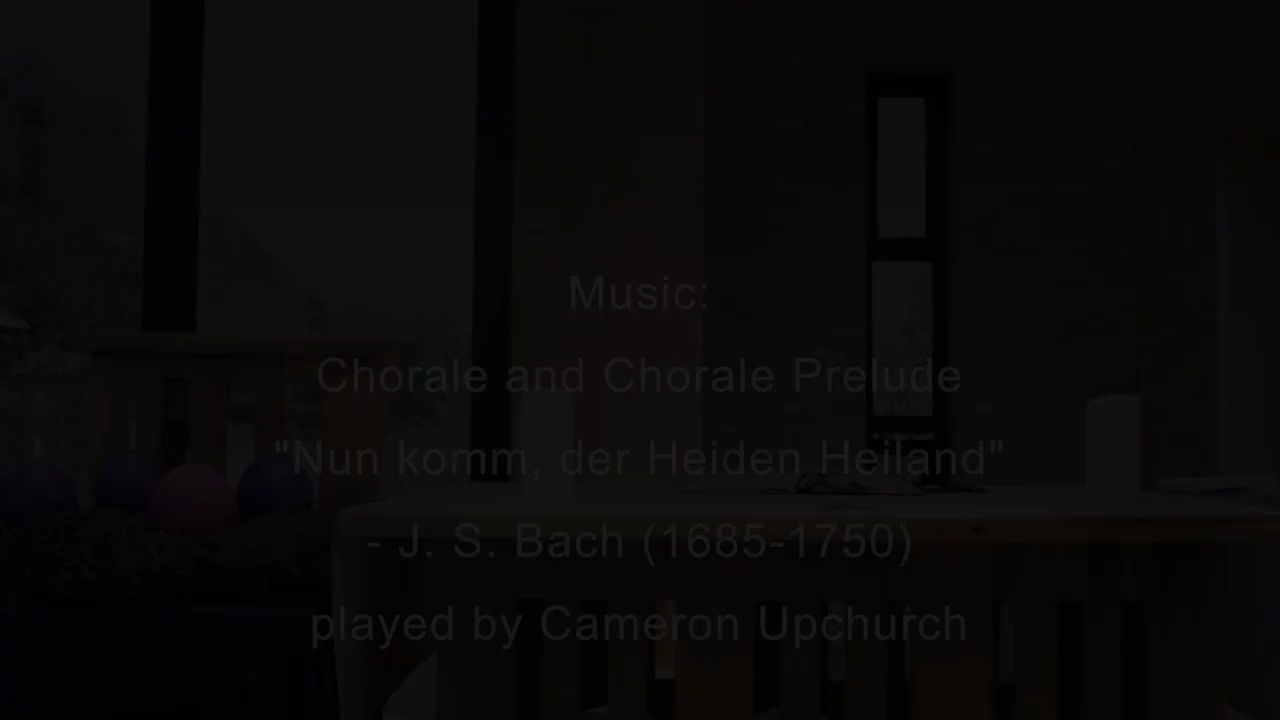 Music:
Chorale and Chorale Prelude
"Nun komm, der Heiden Heiland"
- J. S. Bach (1685-1750)
played by Cameron Upchurch